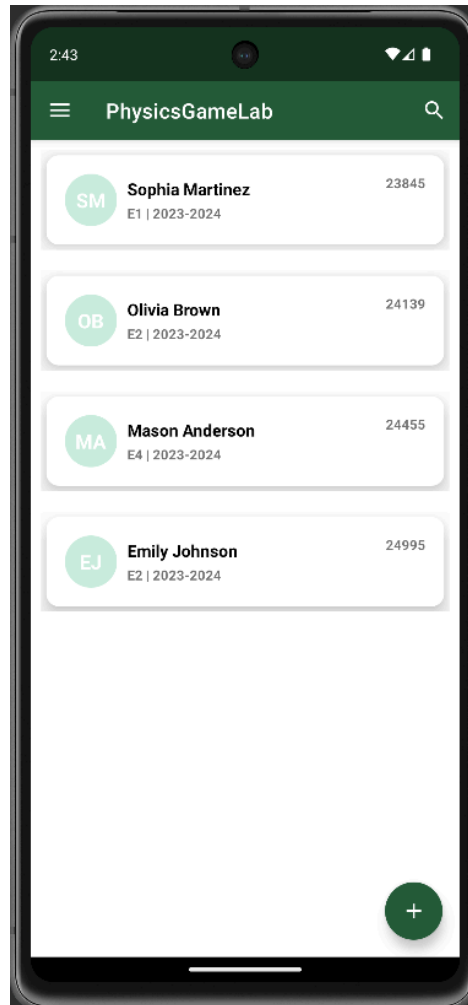 2:43
PhysicsGameLab
SM
Sophia Martinez
23845
E1 | 2023-2024
OB
Olivia Brown
24139
E2 | 2023-2024
MA
Mason Anderson
24455
E4 | 2023-2024
EJ
Emily Johnson
24995
E2 | 2023-2024
+